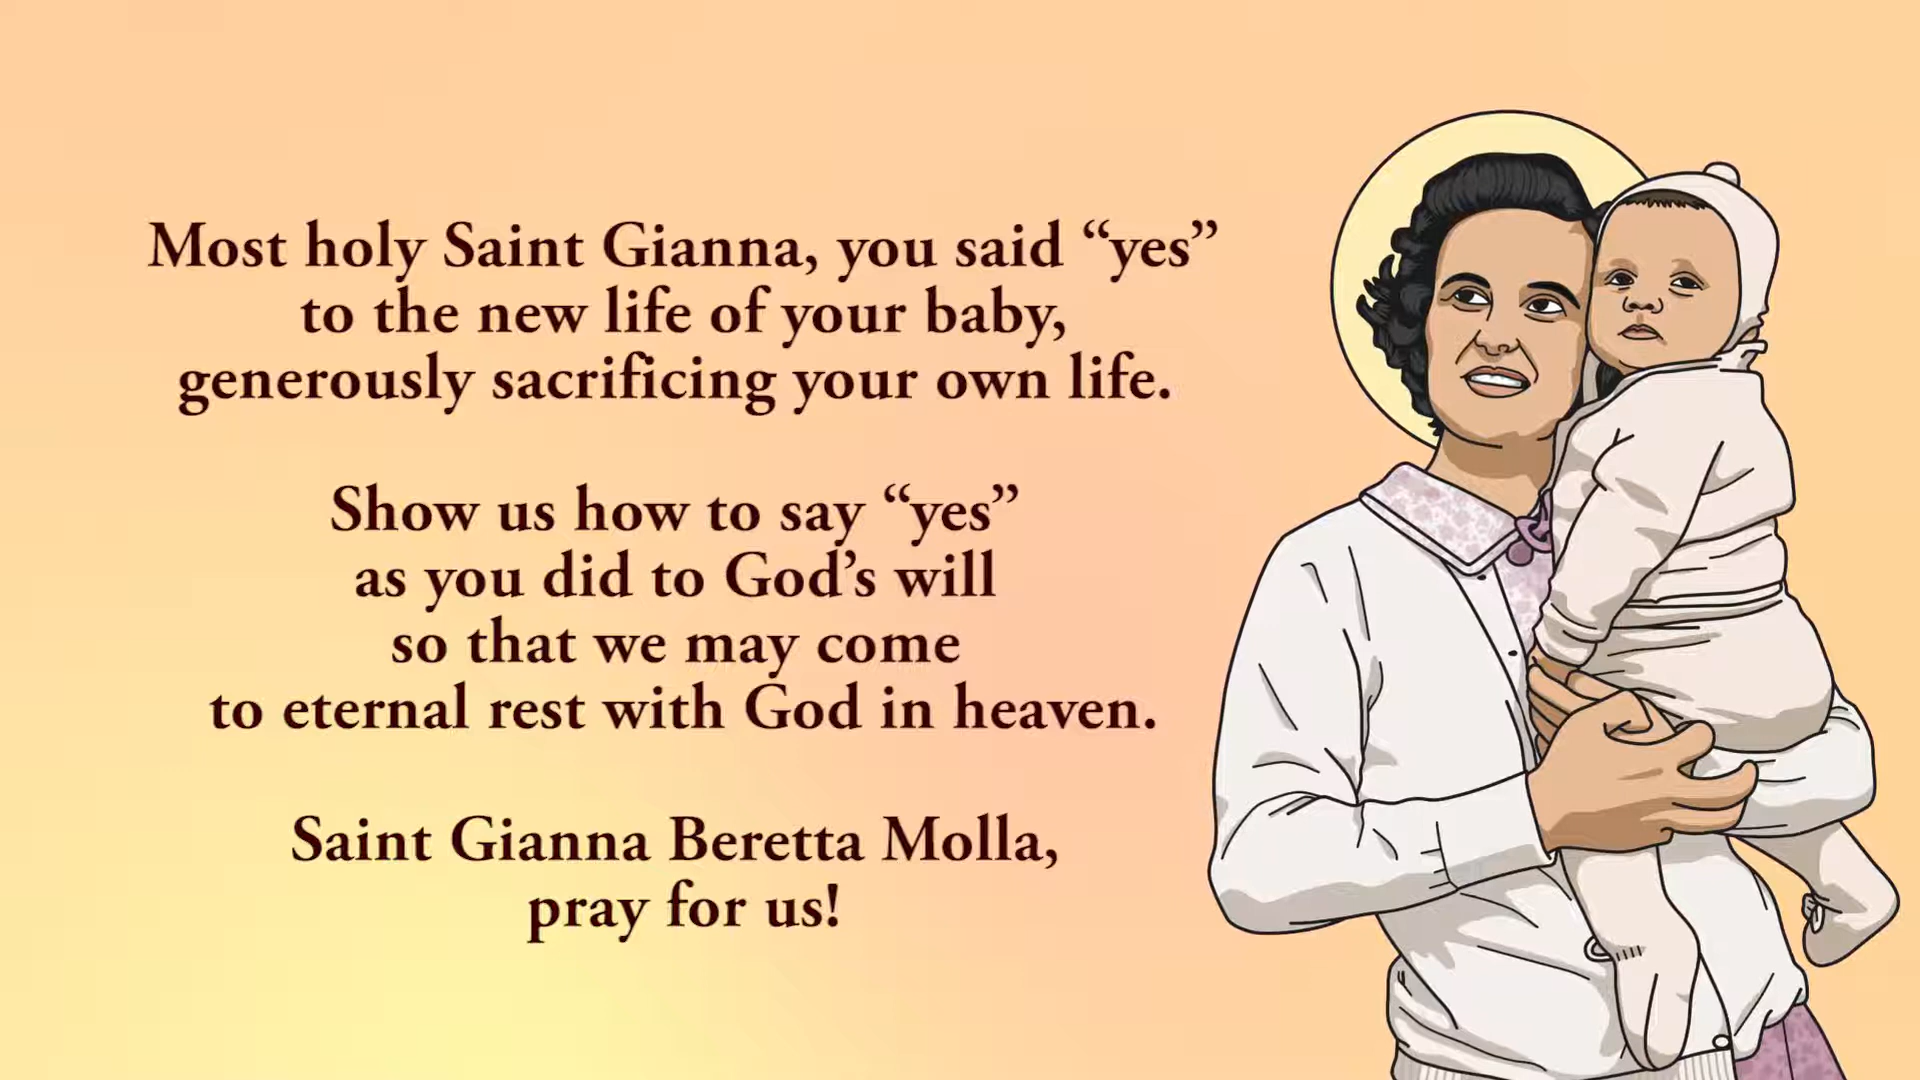 Most holy Saint Gianna, you said “yes”
to the new life of your baby,
generously sacrificing your own life.
Show us how to say “yes”
as you did to God’s will
so that we may come
to eternal rest with God in heaven.
Saint Gianna Beretta Molla,
pray for us!